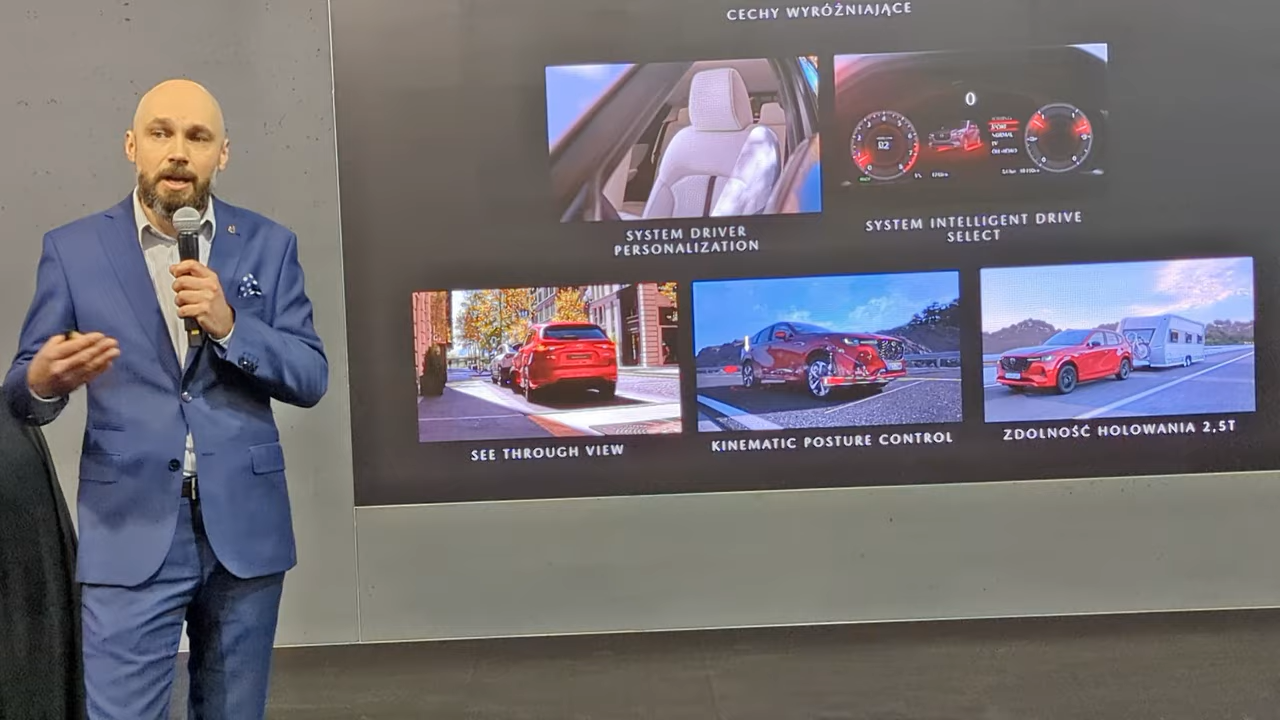 CECHY WYRÓŻNIAJĄCE
0
SYSTEM DRIVER
PERSONALIZATION
SYSTEM INTELLIGENT DRIVE
SELECT
SEE THROUGH VIEW
KINEMATIC POSTURE CONTROL
ZDOLNOŚĆ HOLOWANIA 2,5T